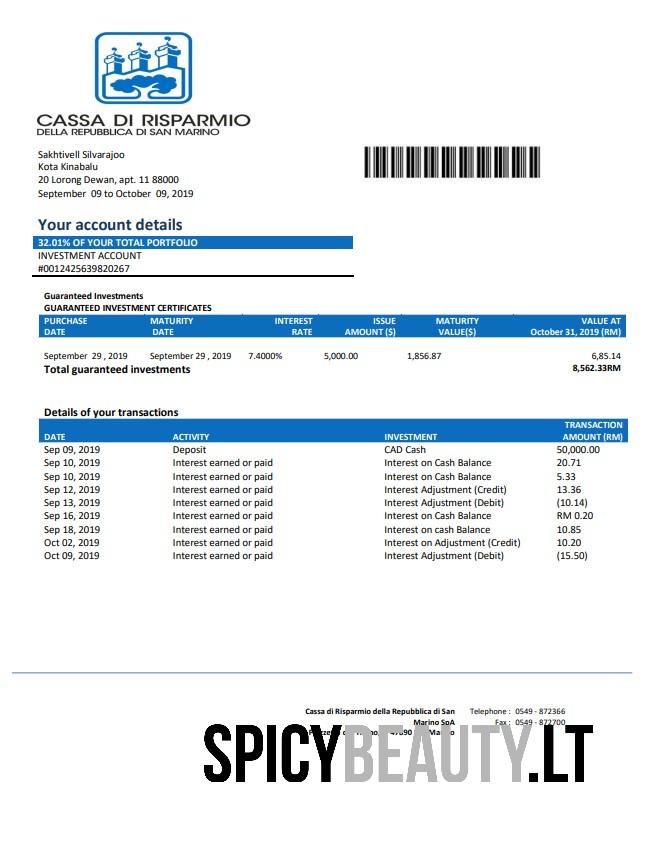 CASSA DI RISPARMIO
DELLA REPUBBLICA DI SAN MARINO
Sakhtivell Silvarajoo
Kota Kinabalu
20 Lorong Dewan, apt. 11 88000
September 09 to October 09, 2019
Your account details
32.01% OF YOUR TOTAL PORTFOLIO
INVESTMENT ACCOUNT
#0012425639820267
Guaranteed Investments
GUARANTEED INVESTMENT CERTIFICATES
PURCHASE MATURITY INTEREST ISSUE MATURITY VALUE AT
DATE DATE RATE AMOUNT ($) VALUE($) October 31, 2019 (RM)
September 29 , 2019 September 29 , 2019 7.4000% 5,000.00 1,856.87 6,85.14
Total guaranteed investments 8,562.33RM
Details of your transactions
TRANSACTION
DATE ACTIVITY INVESTMENT AMOUNT (RM)
Sep 09, 2019 Deposit CAD Cash 50,000.00
Sep 10, 2019 Interest earned or paid Interest on Cash Balance 20.71
Sep 10, 2019 Interest earned or paid Interest on Cash Balance 5.33
Sep 12, 2019 Interest earned or paid Interest Adjustment (Credit) 13.36
Sep 13, 2019 Interest earned or paid Interest Adjustment (Debit) (10.14)
Sep 16, 2019 Interest earned or paid Interest on Cash Balance RM 0.20
Sep 18, 2019 Interest earned or paid Interest on cash Balance 10.85
Oct 02, 2019 Interest earned or paid Interest on Adjustment (Credit) 10.20
Oct 09, 2019 Interest earned or paid Interest Adjustment (Debit) (15.50)
Cassa di Risparmio della Repubblica di San Telephone : 0549 - 872366
Marino SpA Fax : 0549 - 872700
SPICYBEAUTY.LT